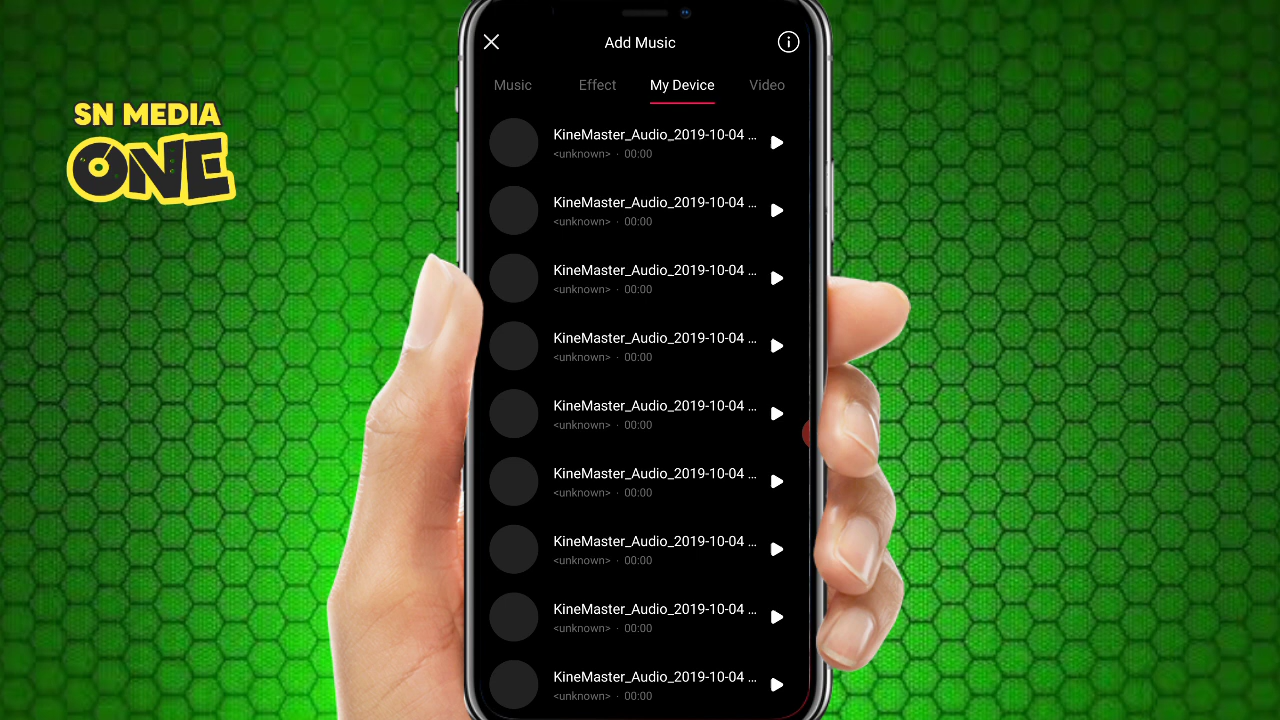 SN MEDIA
ONE
Add Music
Music Effect My Device Video
KineMaster_Audio_2019-10-04 ...
<unknown> · 00:00
KineMaster_Audio_2019-10-04 ...
<unknown> · 00:00
KineMaster_Audio_2019-10-04 ...
<unknown> · 00:00
KineMaster_Audio_2019-10-04 ...
<unknown> · 00:00
KineMaster_Audio_2019-10-04 ...
<unknown> · 00:00
KineMaster_Audio_2019-10-04 ...
<unknown> · 00:00
KineMaster_Audio_2019-10-04 ...
<unknown> · 00:00
KineMaster_Audio_2019-10-04 ...
<unknown> · 00:00
KineMaster_Audio_2019-10-04 ...
<unknown> · 00:00